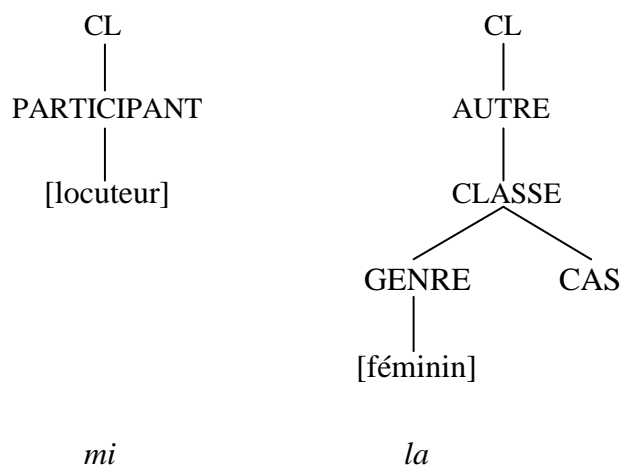 CL CL
PARTICIPANT AUTRE
[locuteur] CLASSE
GENRE CAS
[féminin]
mi la